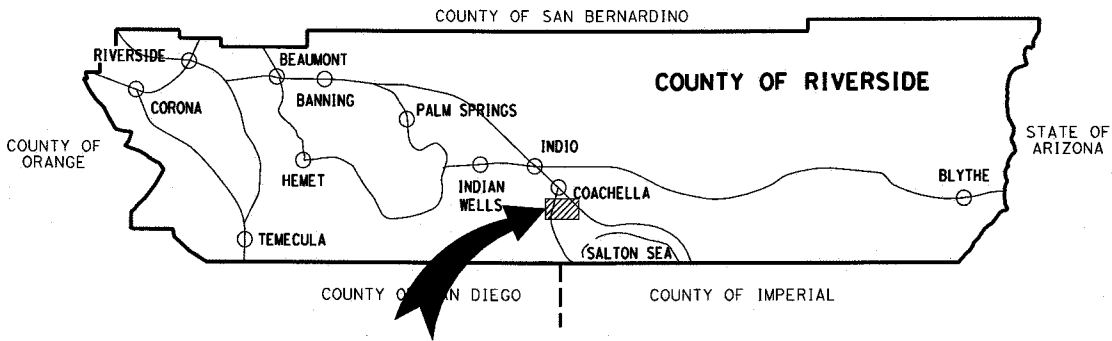 COUNTY OF SAN BERNARDINO
RIVERSIDE
BEAUMONT
COUNTY OF RIVERSIDE
CORONA
BANNING
PALM SPRINGS
COUNTY OF
ORANGE
STATE OF
ARIZONA
INDIO
HEMET
INDIAN
WELLS
COACHELLA
BLYTHE
TEMECULA
SALTON SEA
COUNTY OF SAN DIEGO
COUNTY OF IMPERIAL